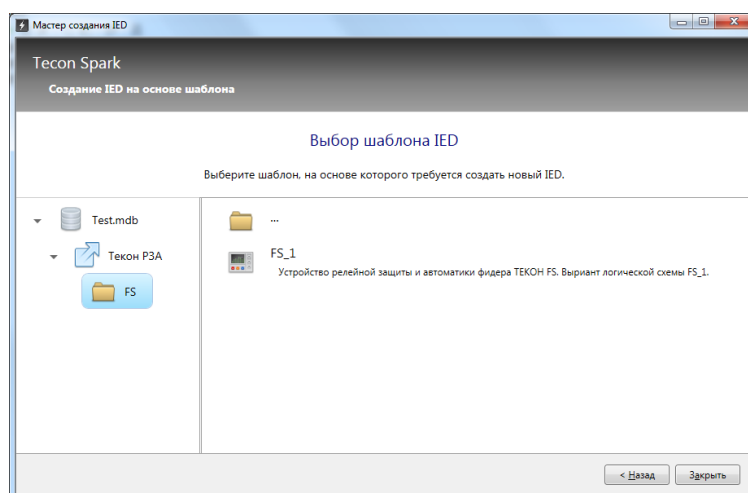 Мастер создания IED
Tecon Spark
Создание IED на основе шаблона
Выбор шаблона IED
Выберите шаблон, на основе которого требуется создать новый IED.
Test.mdb
Текон РЗА
FS
...
FS_1
Устройство релейной защиты и автоматики фидера ТЕКОН FS. Выриант логической схемы FS_1.
< Назад
Закрыть